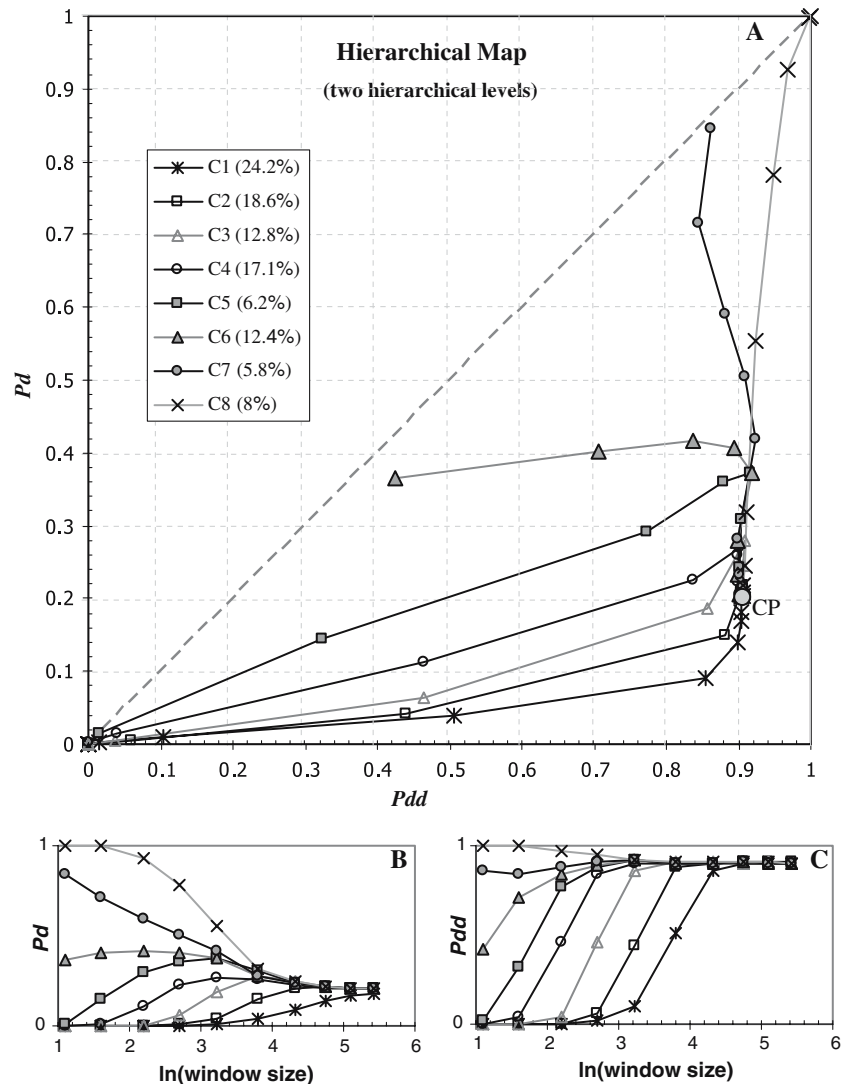 A
Hierarchical Map
(two hierarchical levels)
1
0.9
0.8
0.7
0.6
0.5
0.4
0.3
0.2
0.1
0
Pd
C1 (24.2%)
C2 (18.6%)
C3 (12.8%)
C4 (17.1%)
C5 (6.2%)
C6 (12.4%)
C7 (5.8%)
C8 (8%)
CP
0 0.1 0.2 0.3 0.4 0.5 0.6 0.7 0.8 0.9 1
Pdd
B
1
0
Pd
1 2 3 4 5 6
ln(window size)
C
1
0
Pdd
1 2 3 4 5 6
ln(window size)